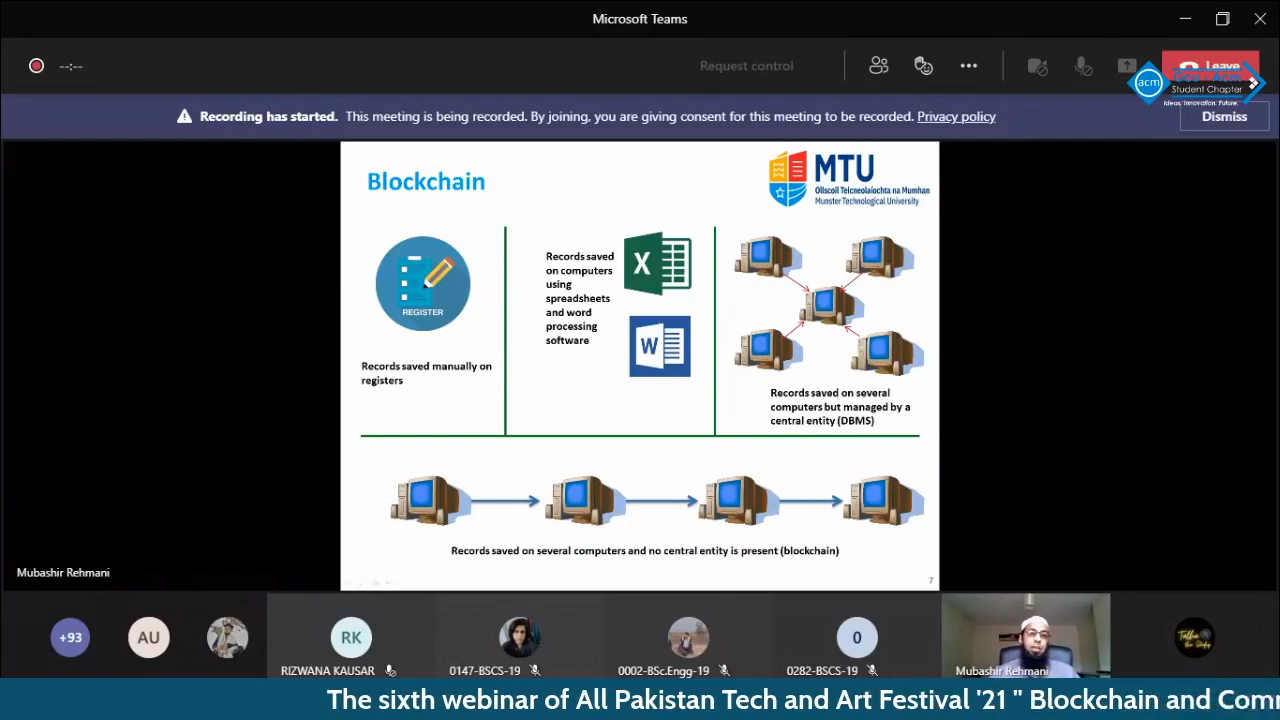 Microsoft Teams
--:--
Request control
Leave
acm
Student Chapter
Ideas. Innovation. Future.
Recording has started. This meeting is being recorded. By joining, you are giving consent for this meeting to be recorded. Privacy policy
Dismiss
Blockchain
MTU
Ollscoil Teicneolaíochta na Mumhan
Munster Technological University
REGISTER
Records saved manually on
registers
Records saved
on computers
using
spreadsheets
and word
processing
software
X
W
Records saved on several
computers but managed by a
central entity (DBMS)
Records saved on several computers and no central entity is present (blockchain)
7
Mubashir Rehmani
+93
AU
RK
RIZWANA KAUSAR
0147-BSCS-19
0002-BSc.Engg-19
0
0282-BSCS-19
Mubashir Rehmani
The sixth webinar of All Pakistan Tech and Art Festival '21 " Blockchain and Com